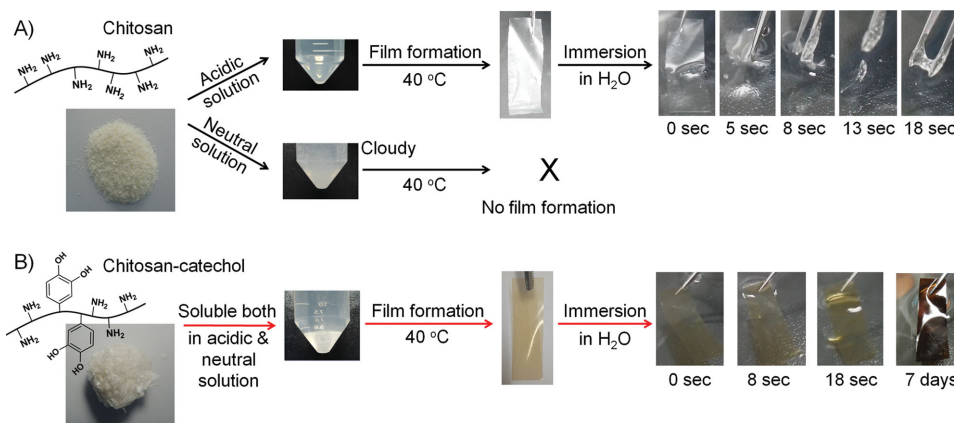 A)
Chitosan
NH2
NH2
NH2
NH2
NH2
NH2
NH2
NH2
Acidic
solution
Neutral
solution
Film formation
40 °C
Immersion
in H2O
0 sec
5 sec
8 sec
13 sec
18 sec
Cloudy
40 °C
X
No film formation
B)
Chitosan-catechol
OH
OH
NH2
NH2
NH2
NH2
NH2
NH2
HO
HO
Soluble both
in acidic &
neutral
solution
Film formation
40 °C
Immersion
in H2O
0 sec
8 sec
18 sec
7 days